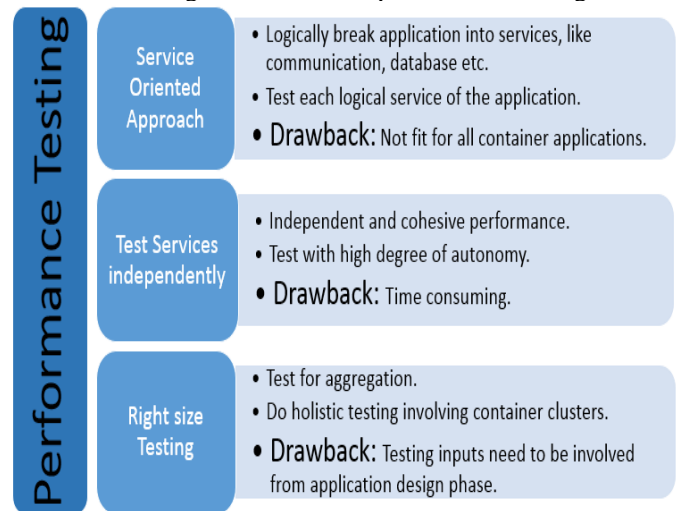 Performance Testing
Service
Oriented
Approach
• Logically break application into services, like
communication, database etc.
• Test each logical service of the application.
• Drawback: Not fit for all container applications.
Test Services
independently
• Independent and cohesive performance.
• Test with high degree of autonomy.
• Drawback: Time consuming.
Right size
Testing
• Test for aggregation.
• Do holistic testing involving container clusters.
• Drawback: Testing inputs need to be involved
from application design phase.